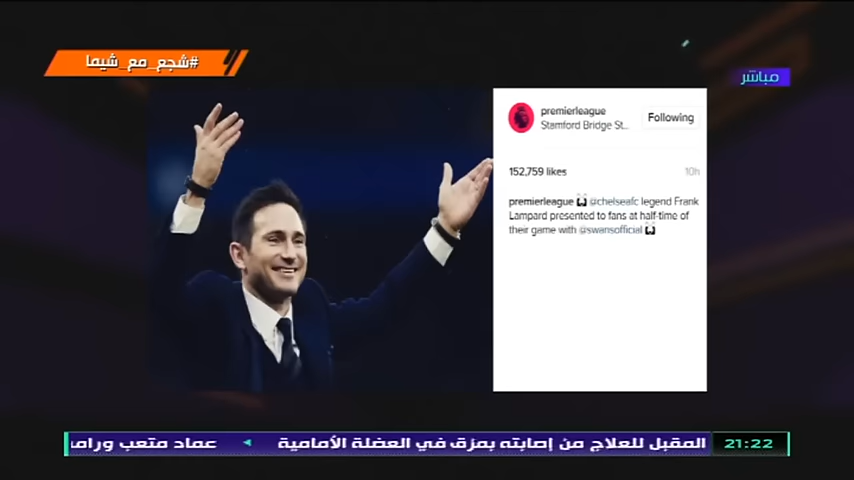 #شجع_مع_شيما
مباشر
premierleague
Stamford Bridge St...
Following
152,759 likes
10h
premierleague 🙌 @chelseafc legend Frank
Lampard presented to fans at half-time of
their game with @swansofficial 🙌
المقبل للعلاج من إصابته بمزق في العضلة الأمامية ◄ عماد متعب ورامـ
21:22